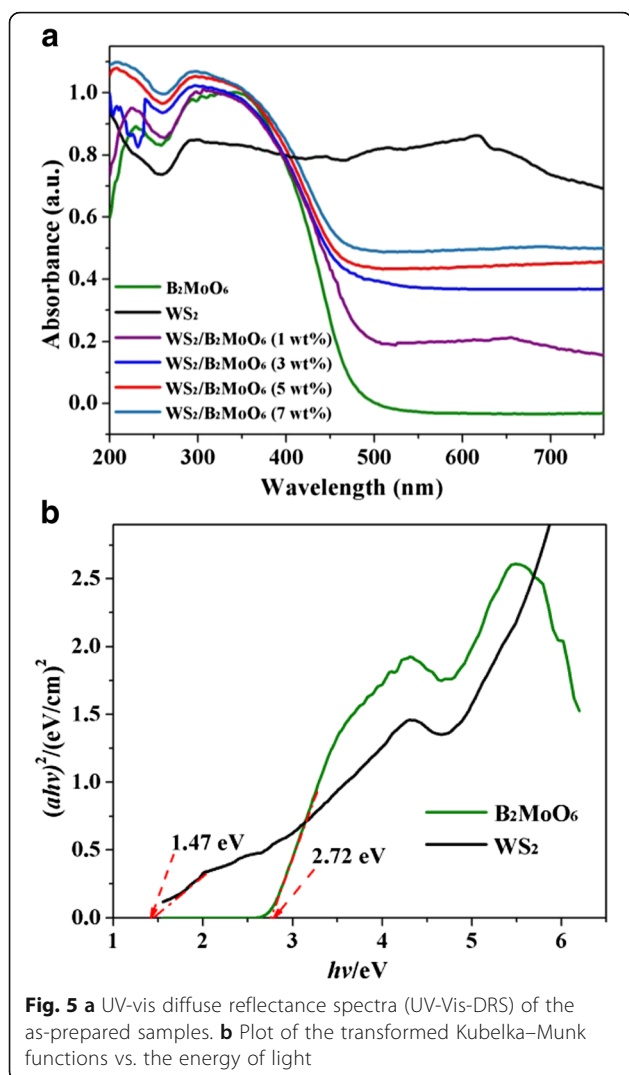 a
Absorbance (a.u.)
1.0
0.8
0.6
0.4
0.2
0.0
B₂MoO₆
WS₂
WS₂/B₂MoO₆ (1 wt%)
WS₂/B₂MoO₆ (3 wt%)
WS₂/B₂MoO₆ (5 wt%)
WS₂/B₂MoO₆ (7 wt%)
200 300 400 500 600 700
Wavelength (nm)
b
(ahv)²/(eV/cm)²
2.5
2.0
1.5
1.0
0.5
0.0
1.47 eV
2.72 eV
B₂MoO₆
WS₂
1 2 3 4 5 6
hv/eV
Fig. 5 a UV-vis diffuse reflectance spectra (UV-Vis-DRS) of the
as-prepared samples. b Plot of the transformed Kubelka–Munk
functions vs. the energy of light